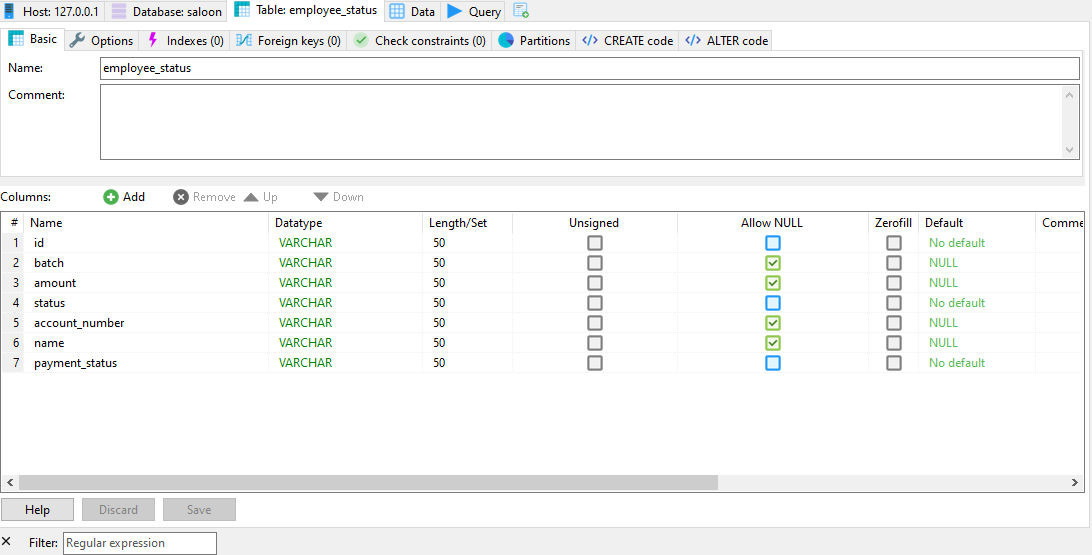 Host: 127.0.0.1 Database: saloon Table: employee_status Data Query
Basic Options Indexes (0) Foreign keys (0) Check constraints (0) Partitions CREATE code ALTER code
Name: employee_status
Comment:
Columns: Add Remove Up Down
# Name Datatype Length/Set Unsigned Allow NULL Zerofill Default Comme
1 id VARCHAR 50 No default
2 batch VARCHAR 50 NULL
3 amount VARCHAR 50 NULL
4 status VARCHAR 50 No default
5 account_number VARCHAR 50 NULL
6 name VARCHAR 50 NULL
7 payment_status VARCHAR 50 No default
Help Discard Save
Filter: Regular expression